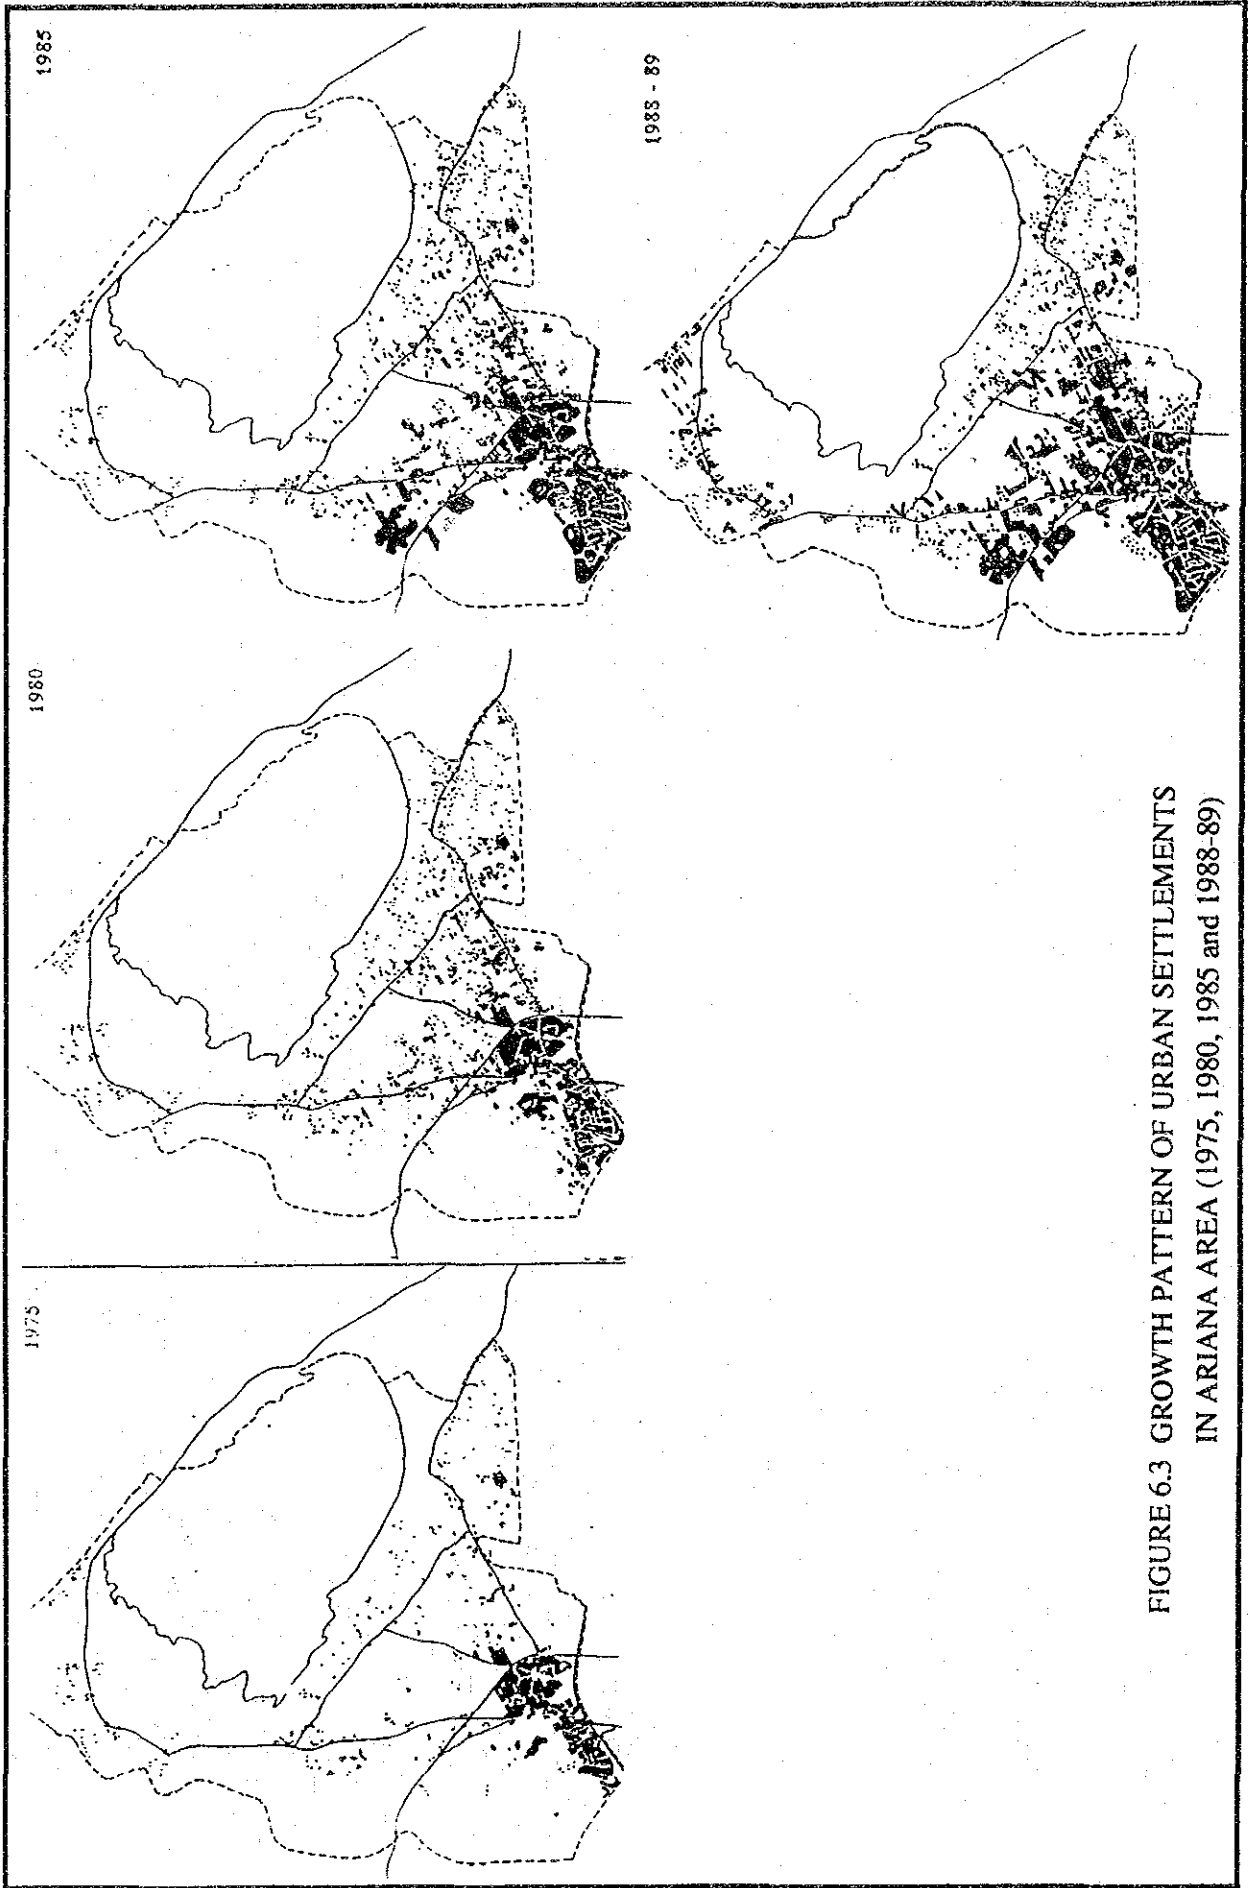 1975
1980
1985
1988 - 89
FIGURE 6.3 GROWTH PATTERN OF URBAN SETTLEMENTS
IN ARIANA AREA (1975, 1980, 1985 and 1988-89)